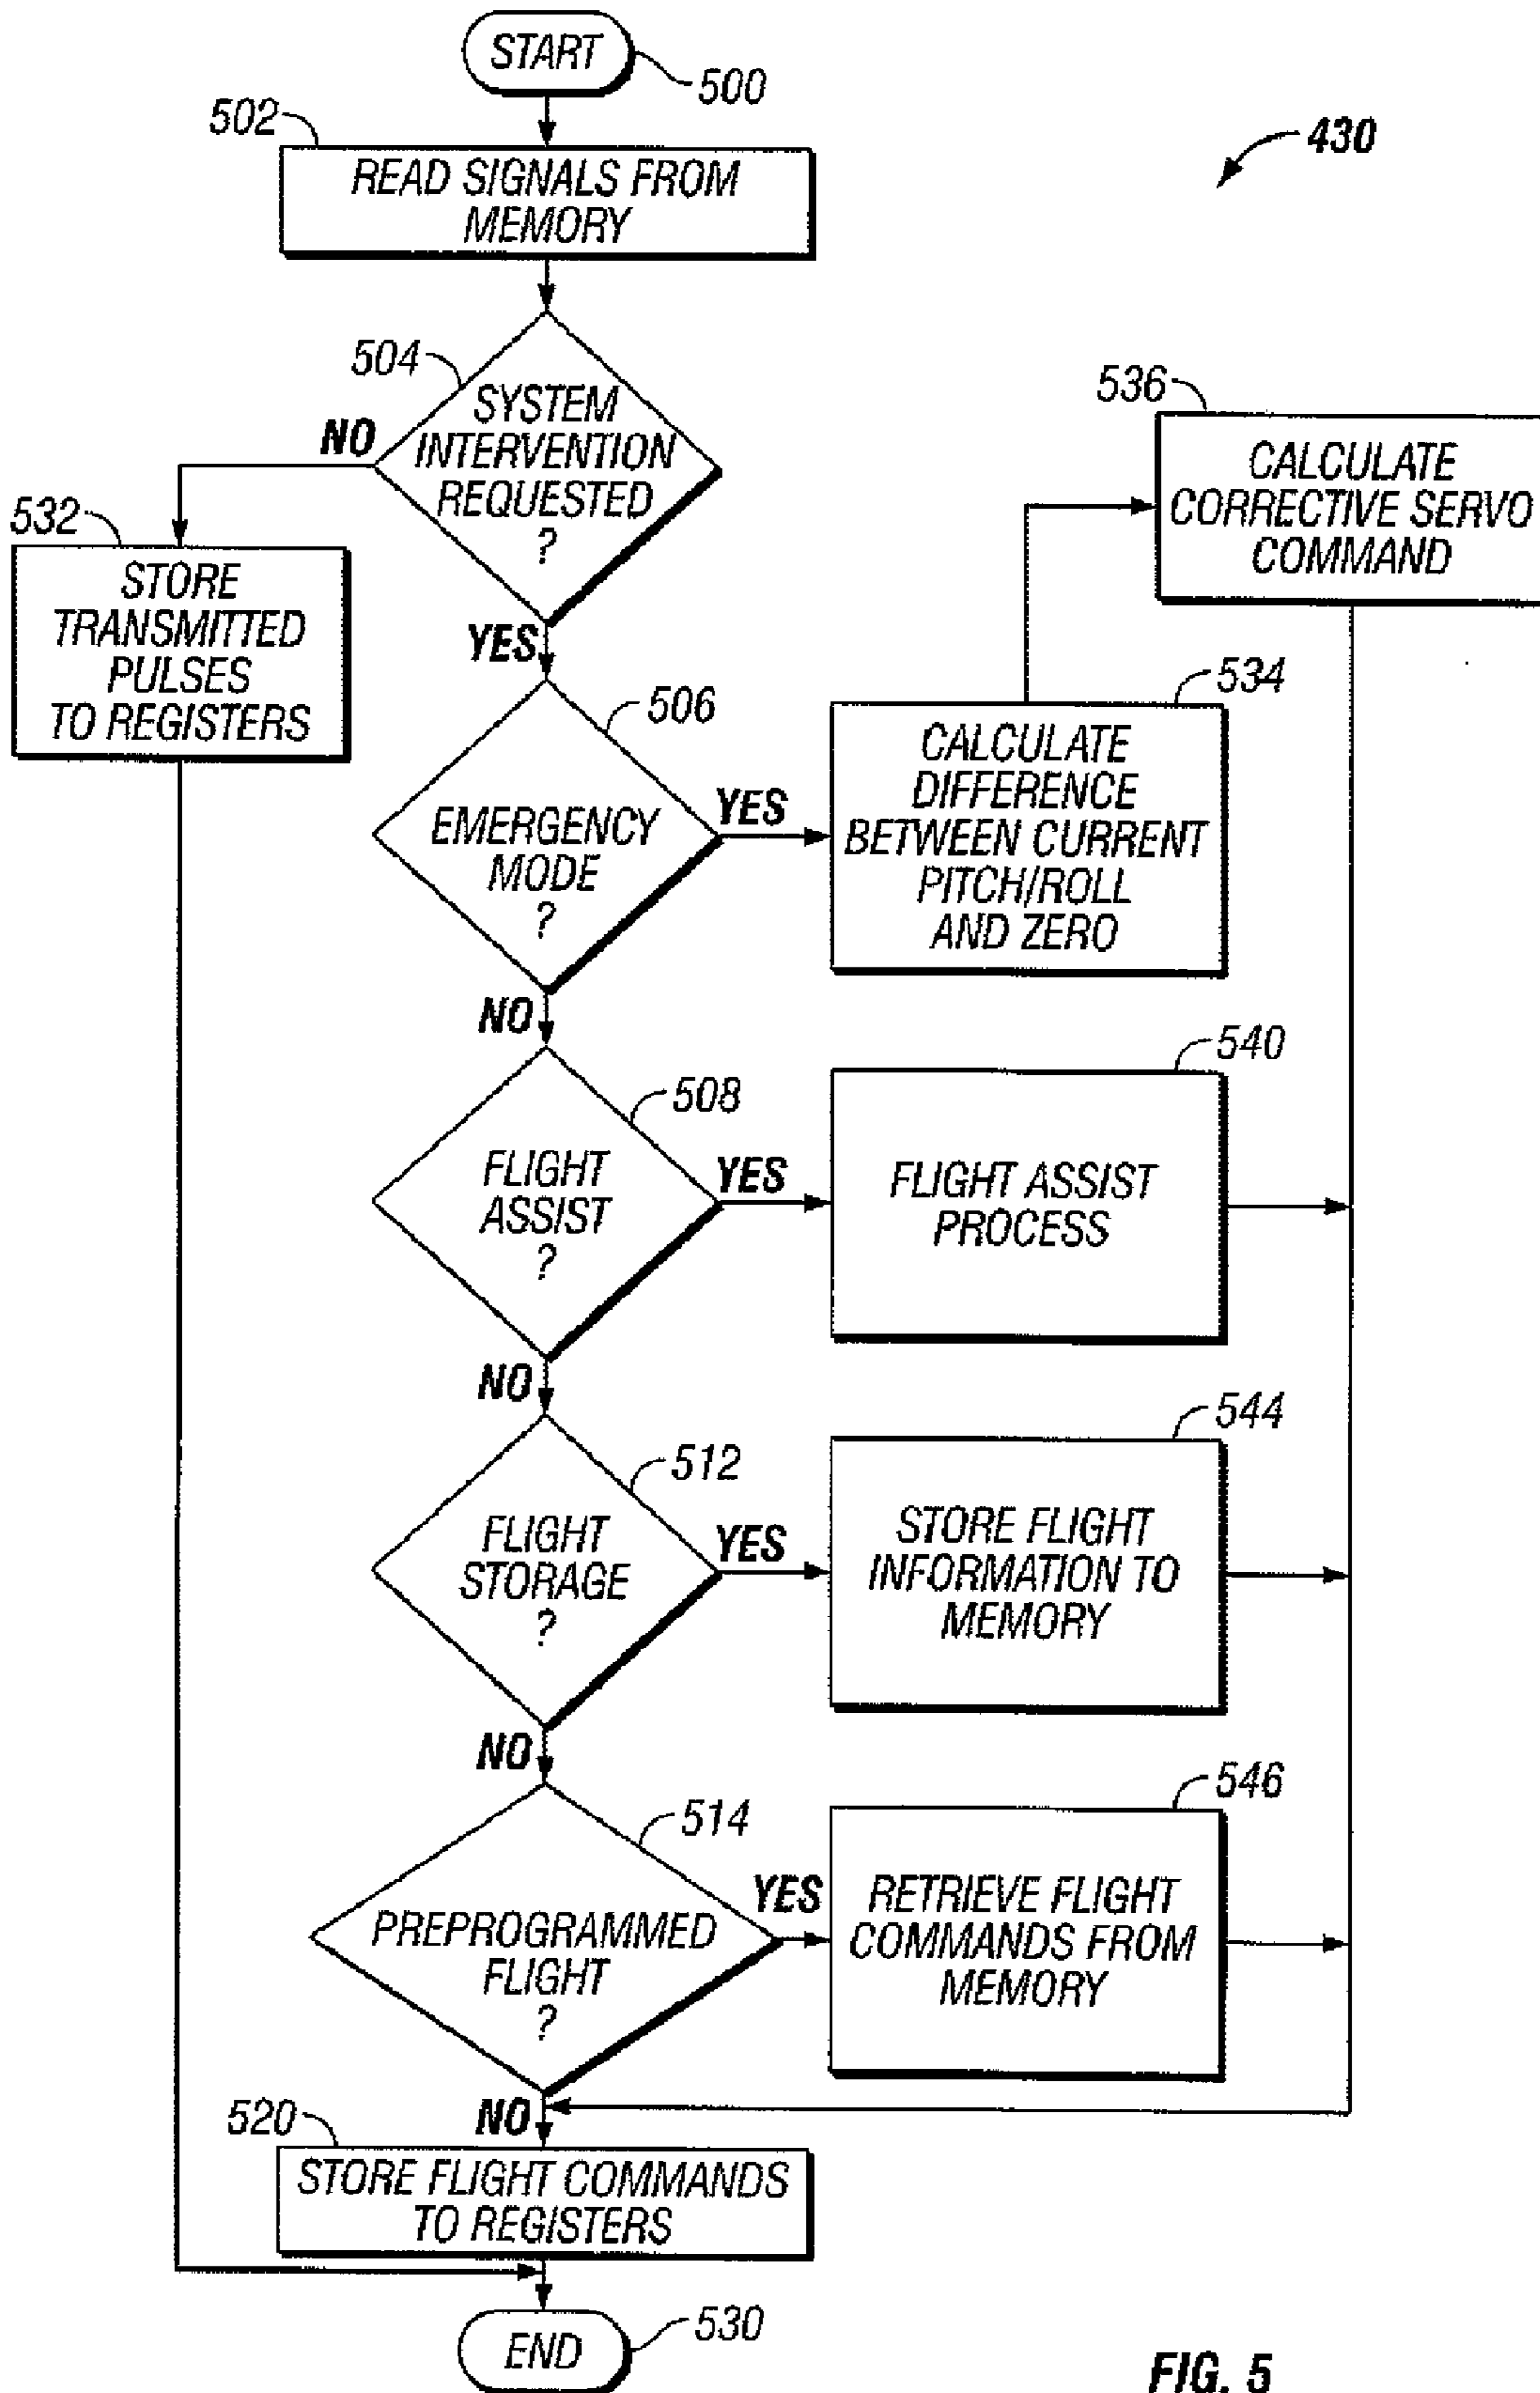 START
500
502
READ SIGNALS FROM
MEMORY
430
504
SYSTEM
INTERVENTION
REQUESTED
?
NO
YES
532
STORE
TRANSMITTED
PULSES
TO REGISTERS
536
CALCULATE
CORRECTIVE SERVO
COMMAND
506
EMERGENCY
MODE
?
YES
NO
534
CALCULATE
DIFFERENCE
BETWEEN CURRENT
PITCH/ROLL
AND ZERO
508
FLIGHT
ASSIST
?
YES
NO
540
FLIGHT ASSIST
PROCESS
512
FLIGHT
STORAGE
?
YES
NO
544
STORE FLIGHT
INFORMATION TO
MEMORY
514
PREPROGRAMMED
FLIGHT
?
YES
NO
546
RETRIEVE FLIGHT
COMMANDS FROM
MEMORY
520
STORE FLIGHT COMMANDS
TO REGISTERS
END
530
FIG. 5